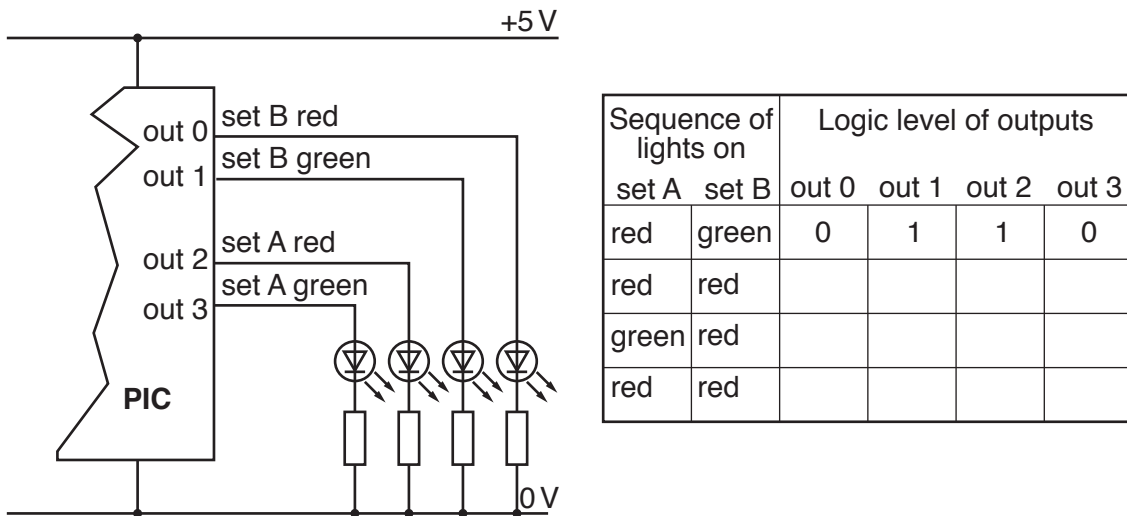 +5 V
out 0
set B red
out 1
set B green
out 2
set A red
out 3
set A green
PIC
0 V
Sequence of lights on
Logic level of outputs
set A set B out 0 out 1 out 2 out 3
red green 0 1 1 0
red red
green red
red red